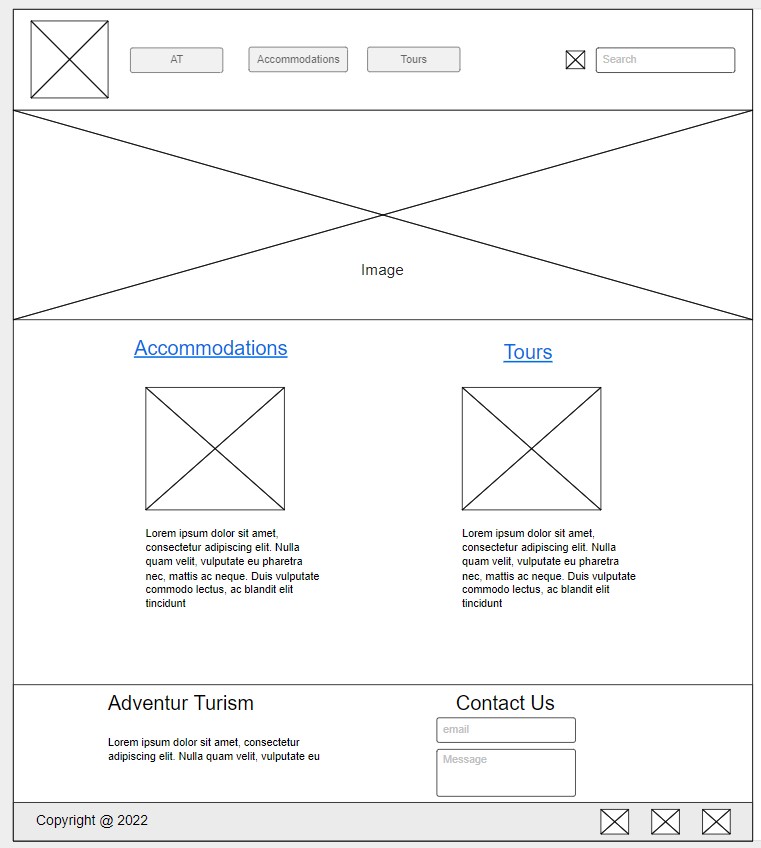 AT
Accommodations
Tours
Search
Image
Accommodations
Tours
Lorem ipsum dolor sit amet,
consectetur adipiscing elit. Nulla
quam velit, vulputate eu pharetra
nec, mattis ac neque. Duis vulputate
commodo lectus, ac blandit elit
tincidunt
Lorem ipsum dolor sit amet,
consectetur adipiscing elit. Nulla
quam velit, vulputate eu pharetra
nec, mattis ac neque. Duis vulputate
commodo lectus, ac blandit elit
tincidunt
Adventur Turism
Lorem ipsum dolor sit amet, consectetur
adipiscing elit. Nulla quam velit, vulputate eu
Contact Us
email
Message
Copyright @ 2022